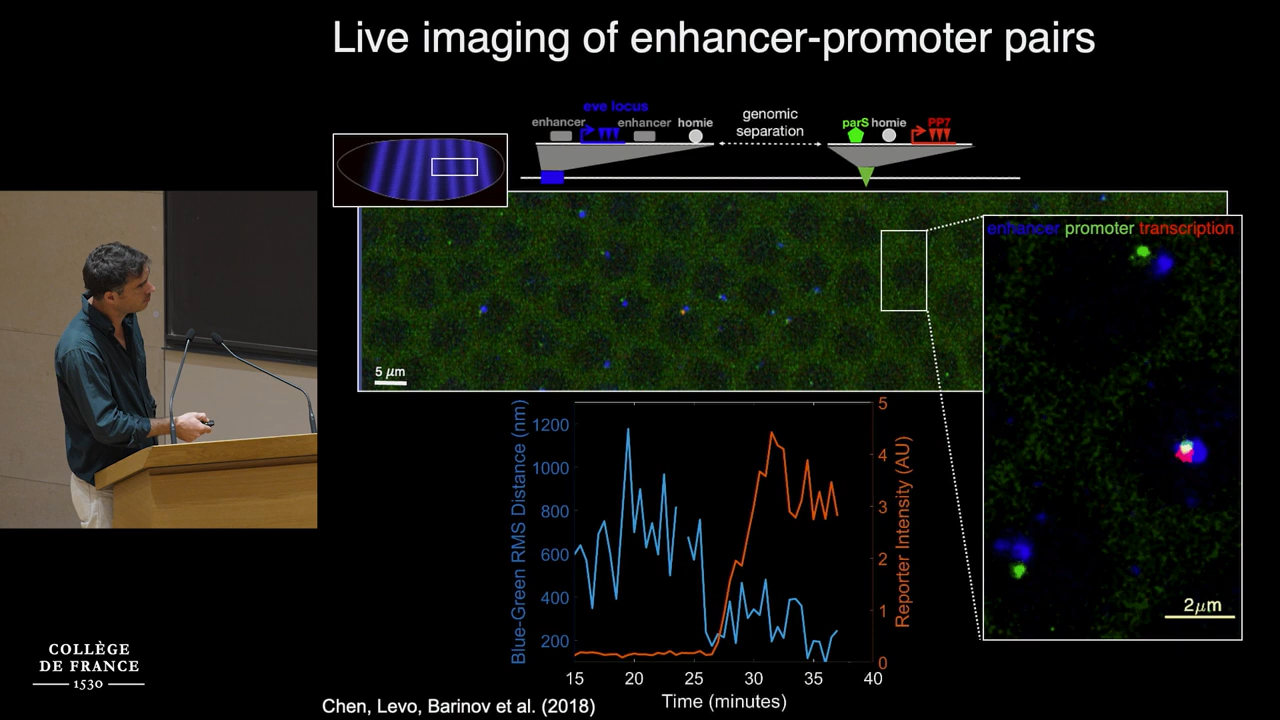 Live imaging of enhancer-promoter pairs
eve locus
enhancer
enhancer
homie
genomic
separation
parS
homie
PP7
enhancer promoter transcription
5 μm
2μm
Blue-Green RMS Distance (nm)
1200
1000
800
600
400
200
5
4
3
2
1
0
Reporter Intensity (AU)
15 20 25 30 35 40
Time (minutes)
COLLÈGE
DE FRANCE
1530
Chen, Levo, Barinov et al. (2018)